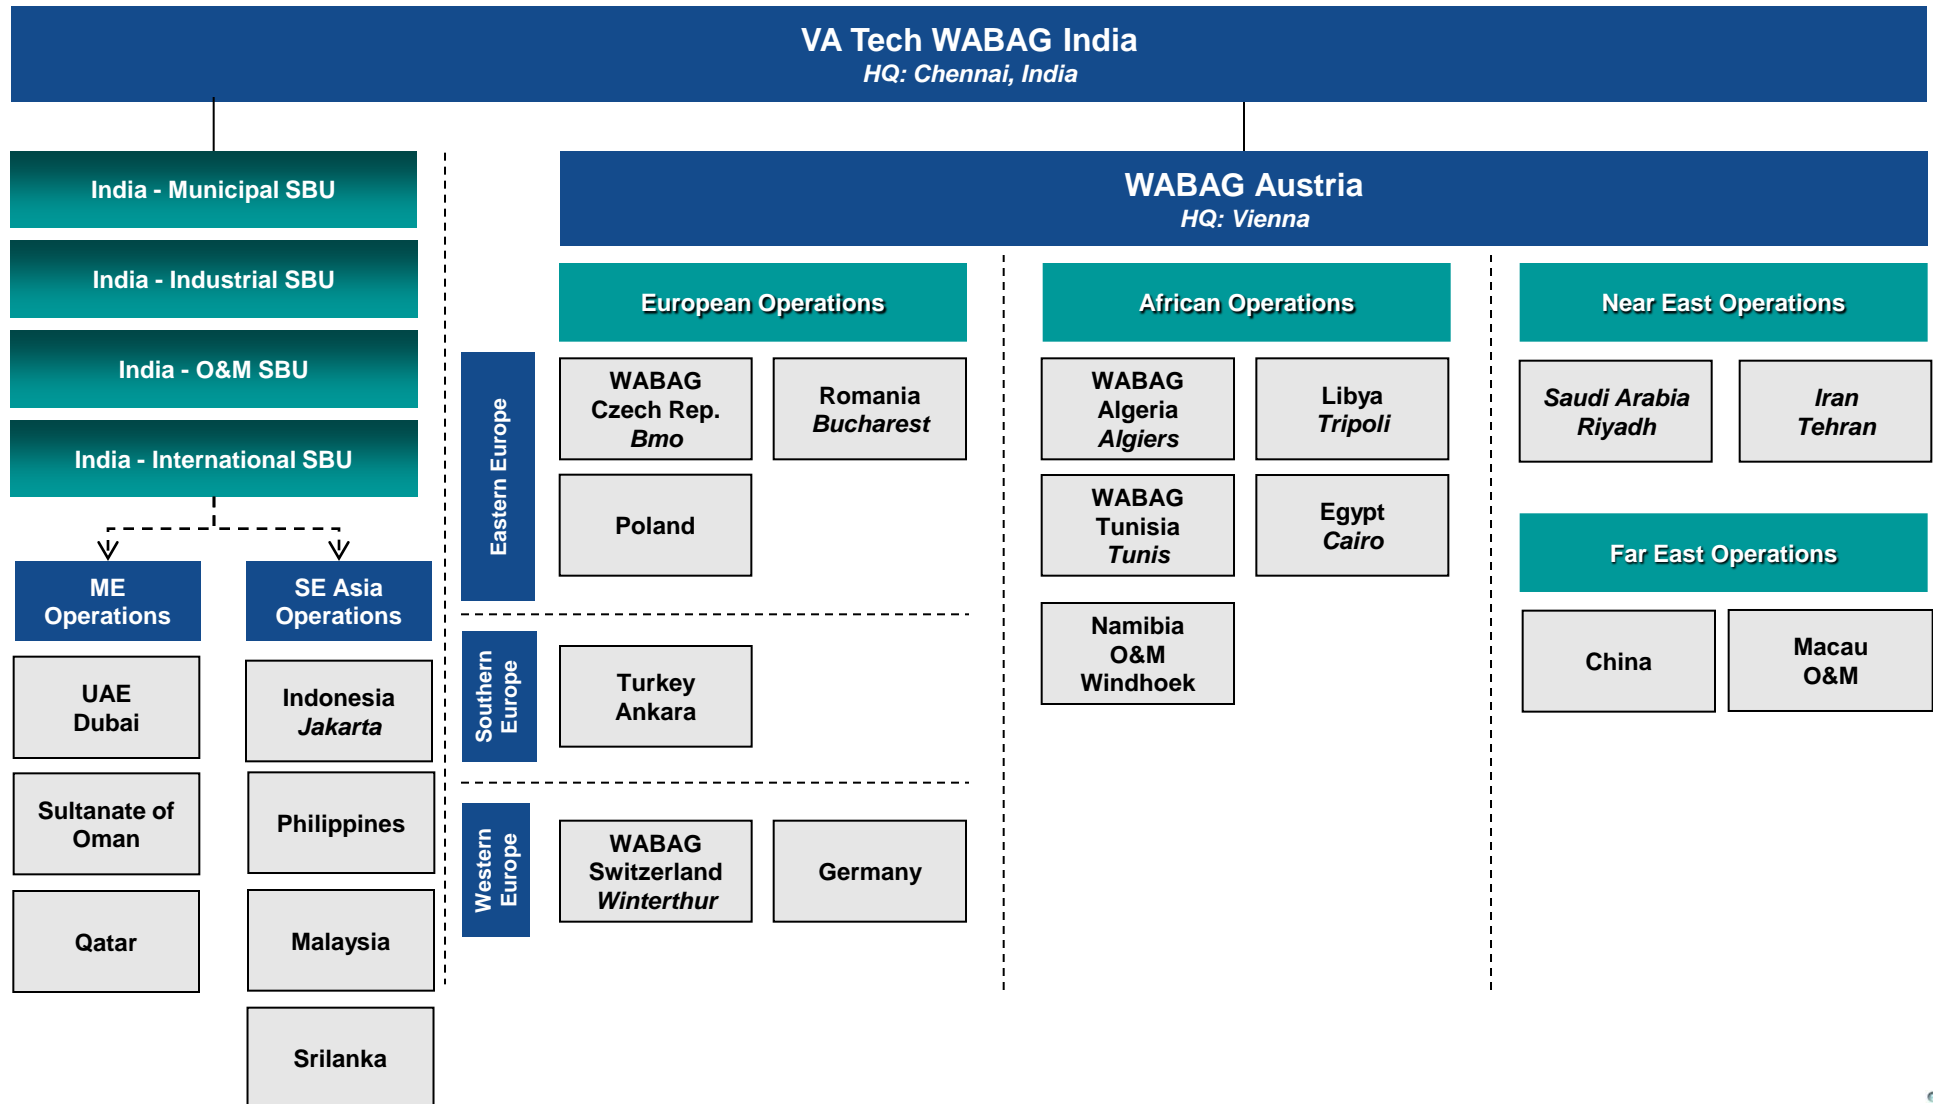 VA Tech WABAG India
HQ: Chennai, India
India - Municipal SBU
India - Industrial SBU
India - O&M SBU
India - International SBU
ME
Operations
UAE
Dubai
Sultanate of
Oman
Qatar
SE Asia
Operations
Indonesia
Jakarta
Philippines
Malaysia
Srilanka
WABAG Austria
HQ: Vienna
European Operations
Eastern Europe
WABAG
Czech Rep.
Bmo
Romania
Bucharest
Poland
Southern
Europe
Turkey
Ankara
Western
Europe
WABAG
Switzerland
Winterthur
Germany
African Operations
WABAG
Algeria
Algiers
Libya
Tripoli
WABAG
Tunisia
Tunis
Egypt
Cairo
Namibia
O&M
Windhoek
Near East Operations
Saudi Arabia
Riyadh
Iran
Tehran
Far East Operations
China
Macau
O&M